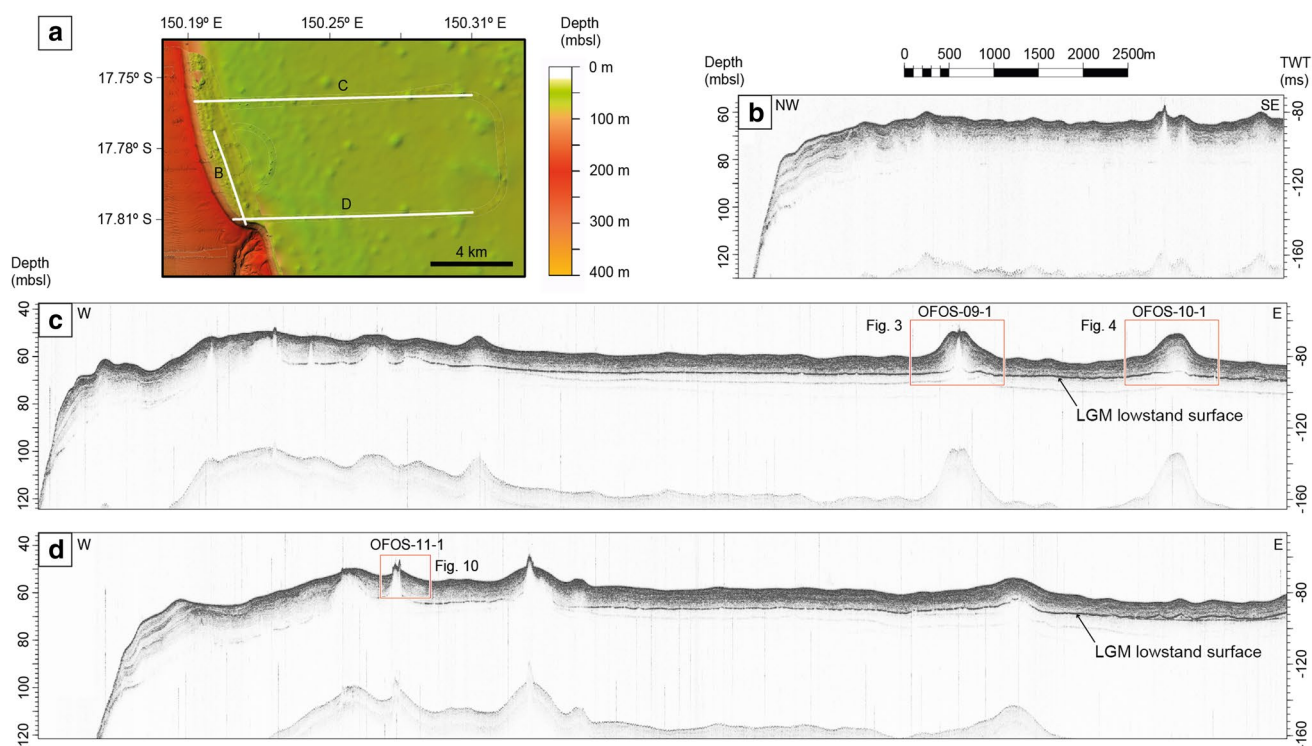 a
150.19º E 150.25º E 150.31º E
17.75º S
17.78º S
17.81º S
C
B
D
4 km
Depth
(mbsl)
0 m
100 m
200 m
300 m
400 m
0 500 1000 1500 2000 2500m
Depth
(mbsl)
TWT
(ms)
b NW SE
60
80
100
120
-80
-120
-160
Depth
(mbsl)
c W E
40
60
80
100
120
Fig. 3 OFOS-09-1
Fig. 4 OFOS-10-1
LGM lowstand surface
-80
-120
-160
d W E
40
60
80
100
120
OFOS-11-1
Fig. 10
LGM lowstand surface
-80
-120
-160